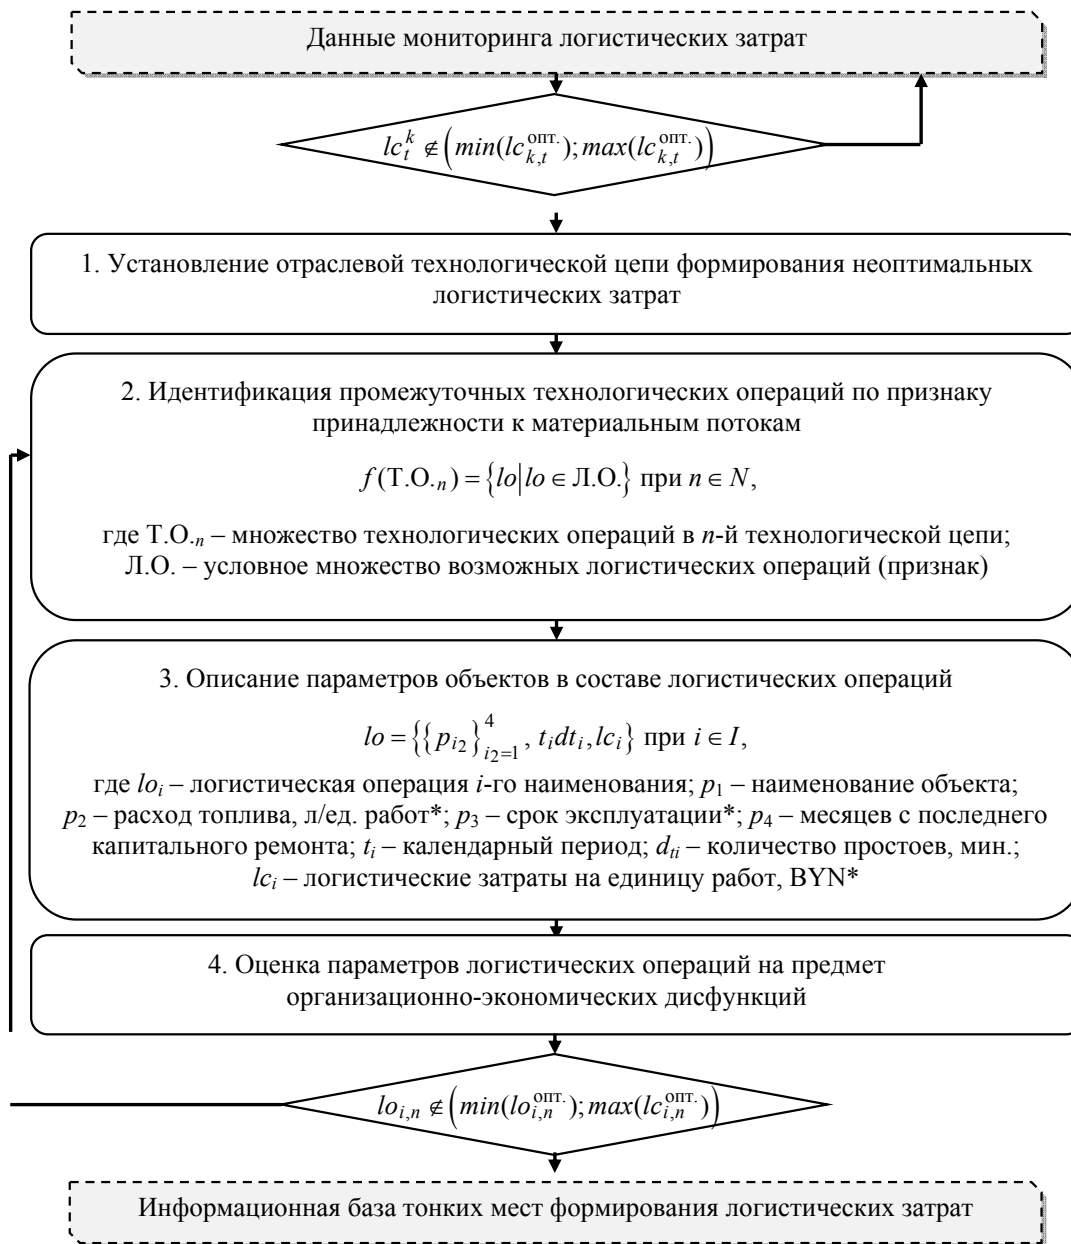 Данные мониторинга логистических затрат
lc_t^k ∉ (min(lc_{k,t}^{опт.}); max(lc_{k,t}^{опт.}))
1. Установление отраслевой технологической цепи формирования неоптимальных
логистических затрат
2. Идентификация промежуточных технологических операций по признаку
принадлежности к материальным потокам
f(Т.О.n) = {lo|lo ∈ Л.О.} при n ∈ N,
где Т.О.n – множество технологических операций в n-й технологической цепи;
Л.О. – условное множество возможных логистических операций (признак)
3. Описание параметров объектов в составе логистических операций
lo = {{p_{i_2}}_{i_2=1}^4, t_i dt_i, lc_i} при i ∈ I,
где lo_i – логистическая операция i-го наименования; p_1 – наименование объекта;
p_2 – расход топлива, л/ед. работ*; p_3 – срок эксплуатации*; p_4 – месяцев с последнего
капитального ремонта; t_i – календарный период; d_{ti} – количество простоев, мин.;
lc_i – логистические затраты на единицу работ, BYN*
4. Оценка параметров логистических операций на предмет
организационно-экономических дисфункций
lo_{i,n} ∉ (min(lo_{i,n}^{опт.}); max(lc_{i,n}^{опт.}))
Информационная база тонких мест формирования логистических затрат